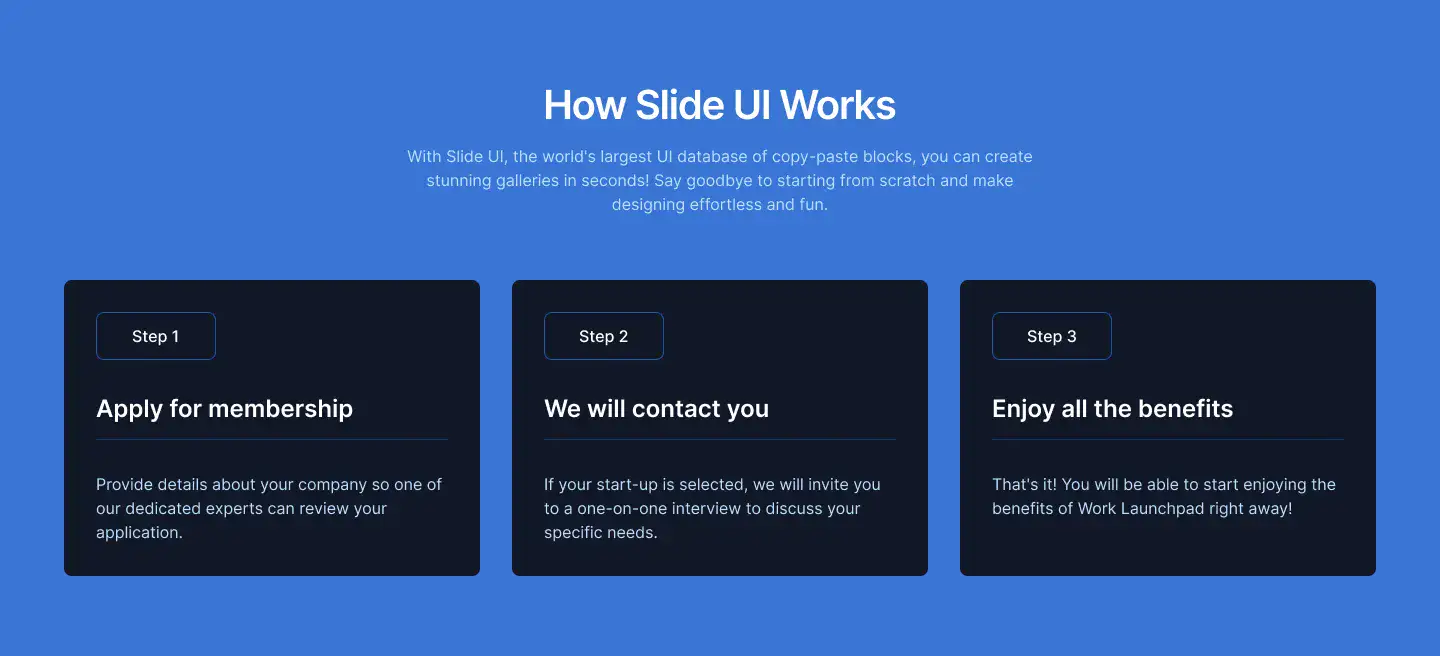 How Slide UI Works
With Slide UI, the world's largest UI database of copy-paste blocks, you can create
stunning galleries in seconds! Say goodbye to starting from scratch and make
designing effortless and fun.
Step 1
Apply for membership
Provide details about your company so one of
our dedicated experts can review your
application.
Step 2
We will contact you
If your start-up is selected, we will invite you
to a one-on-one interview to discuss your
specific needs.
Step 3
Enjoy all the benefits
That's it! You will be able to start enjoying the
benefits of Work Launchpad right away!